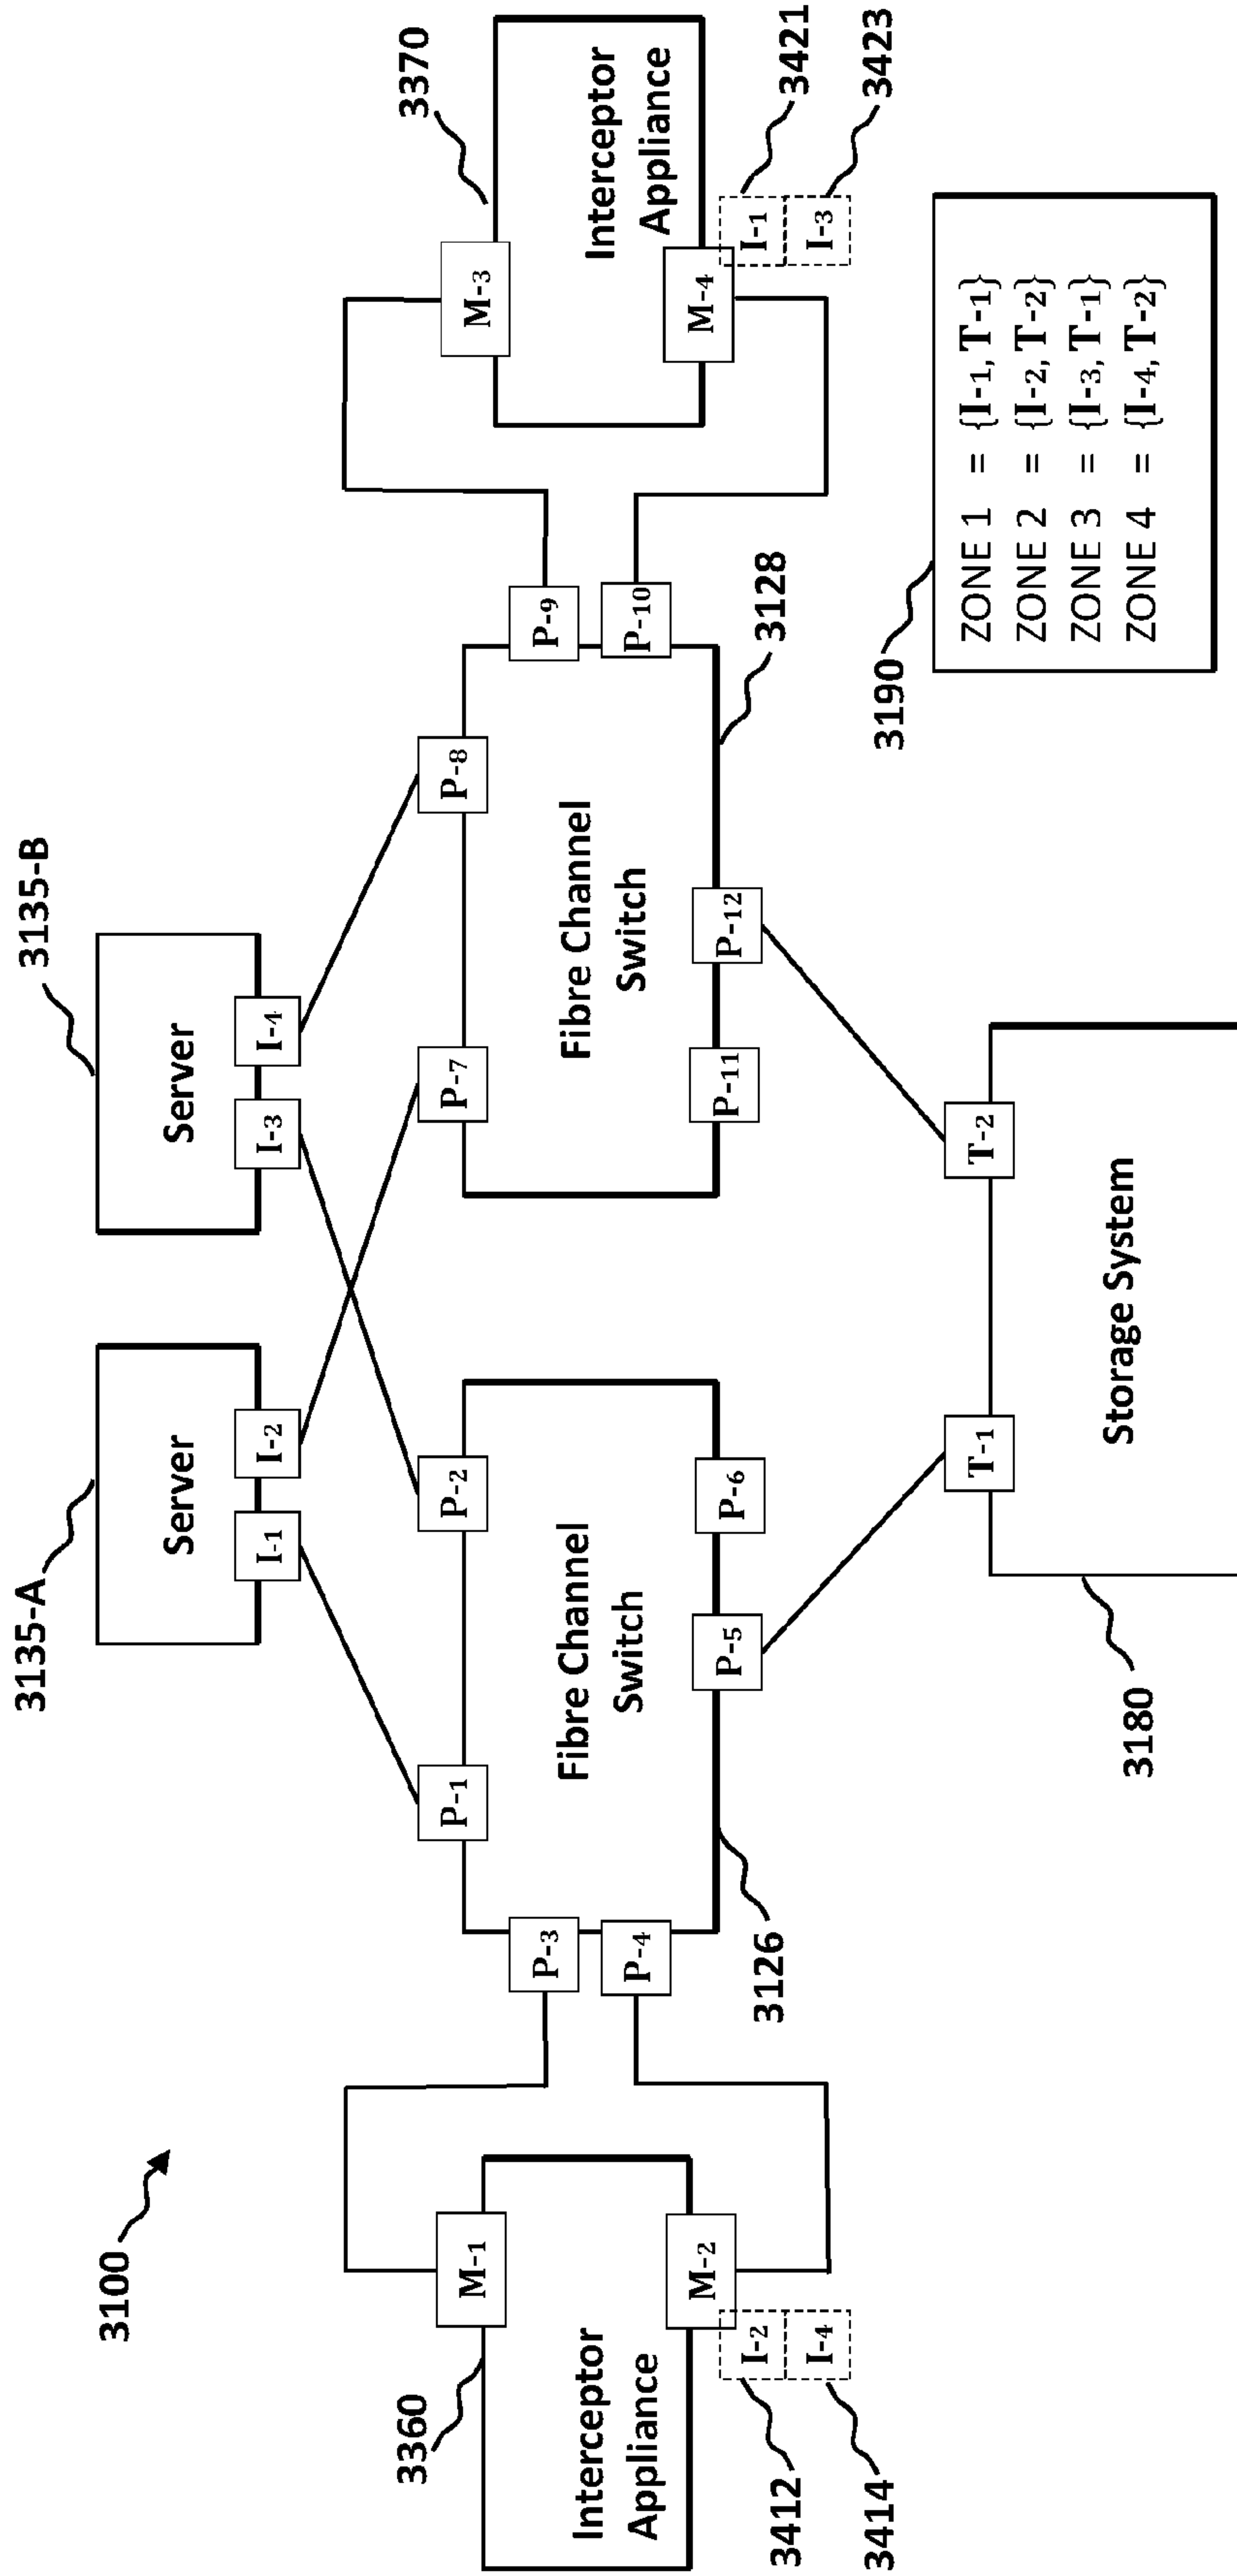 3100
3135-A
3135-B
Server
I-1
I-2
Server
I-3
I-4
3360
M-1
Interceptor
Appliance
M-2
I-2
I-4
3412
3414
P-1
P-2
P-3
P-4
Fibre Channel
Switch
P-5
P-6
3126
P-7
P-8
Fibre Channel
Switch
P-9
P-10
P-11
P-12
3128
3370
M-3
Interceptor
Appliance
M-4
I-1
I-3
3421
3423
T-1
T-2
Storage System
3180
3190
ZONE 1 = {I-1, T-1}
ZONE 2 = {I-2, T-2}
ZONE 3 = {I-3, T-1}
ZONE 4 = {I-4, T-2}